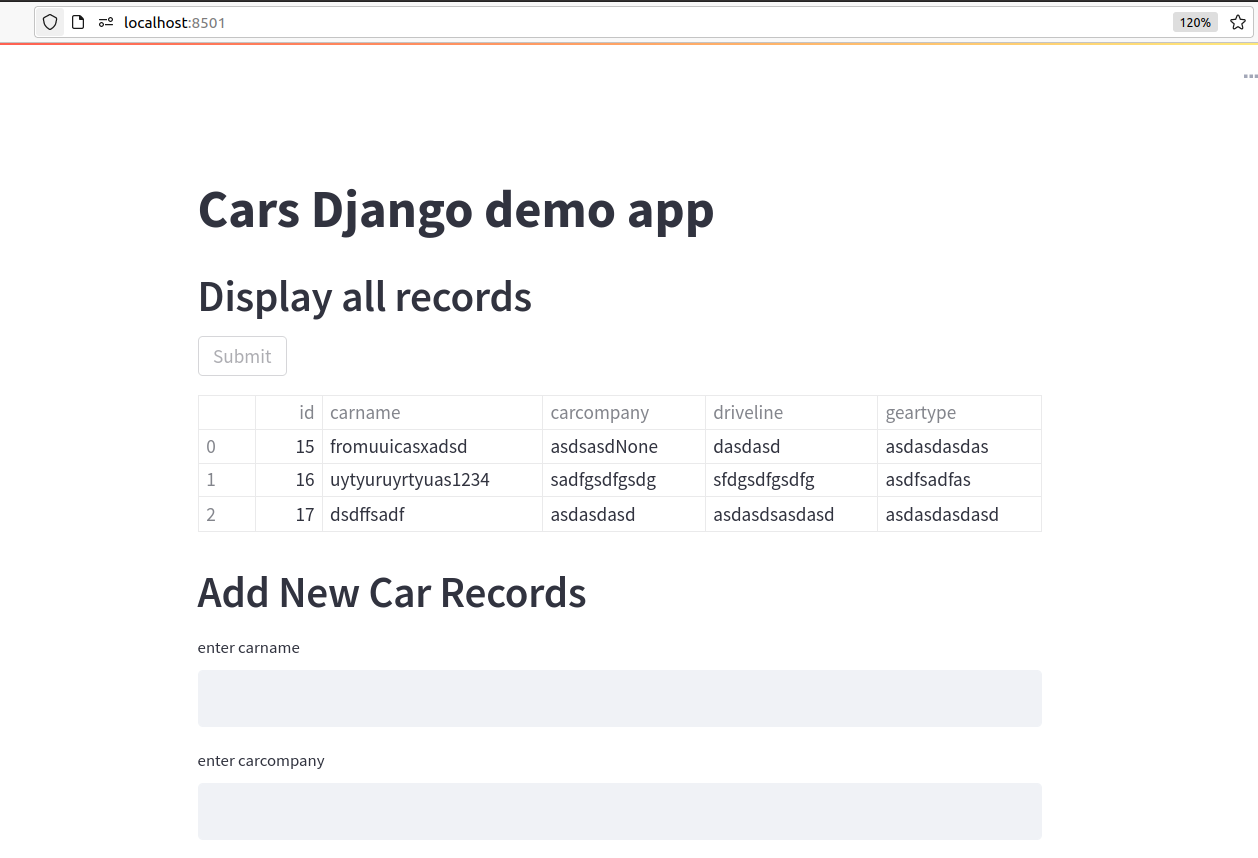 localhost:8501 120%
Cars Django demo app
Display all records
Submit
id carname carcompany driveline geartype
0 15 fromuuicasxadsd asdsasdNone dasdasd asdasdasdas
1 16 uytyuruyrtyuas1234 sadfgsdfgsdg sfdgsdfgsdfg asdfsadfas
2 17 dsdffsadf asdasdasd asdasdsasdasd asdasdasdasd
Add New Car Records
enter carname
enter carcompany